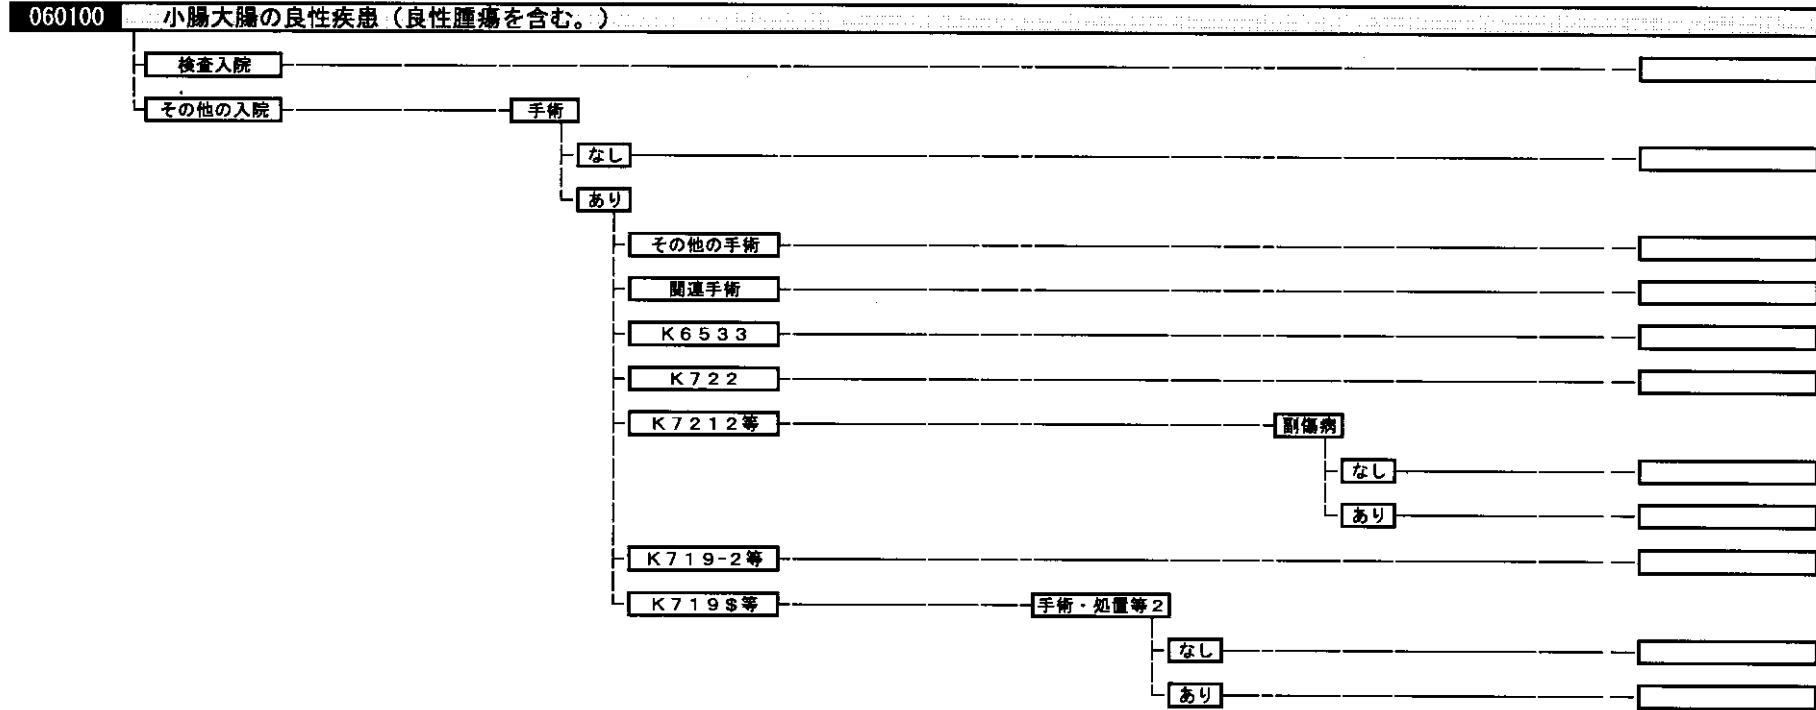 060100 小腸大腸の良性疾患（良性腫瘍を含む。）
検査入院
その他の入院 手術
なし
あり
その他の手術
関連手術
K6533
K722
K7212等 副傷病
なし
あり
K719-2等
K719$等 手術・処置等2
なし
あり